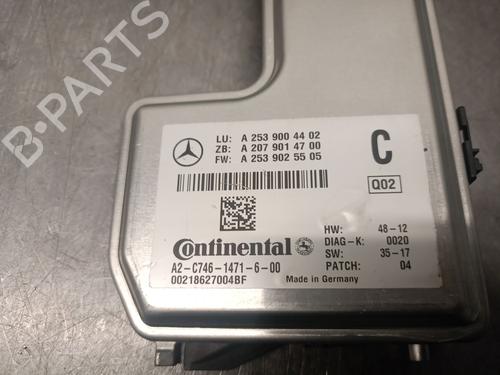 LU: A 253 900 44 02
ZB: A 207 901 47 00
FW: A 253 902 55 05
C
Q02
Continental
A2-C746-1471-6-00
00218627004BF
HW: 48-12
DIAG-K: 0020
SW: 35-17
PATCH: 04
Made in Germany
B-PARTS